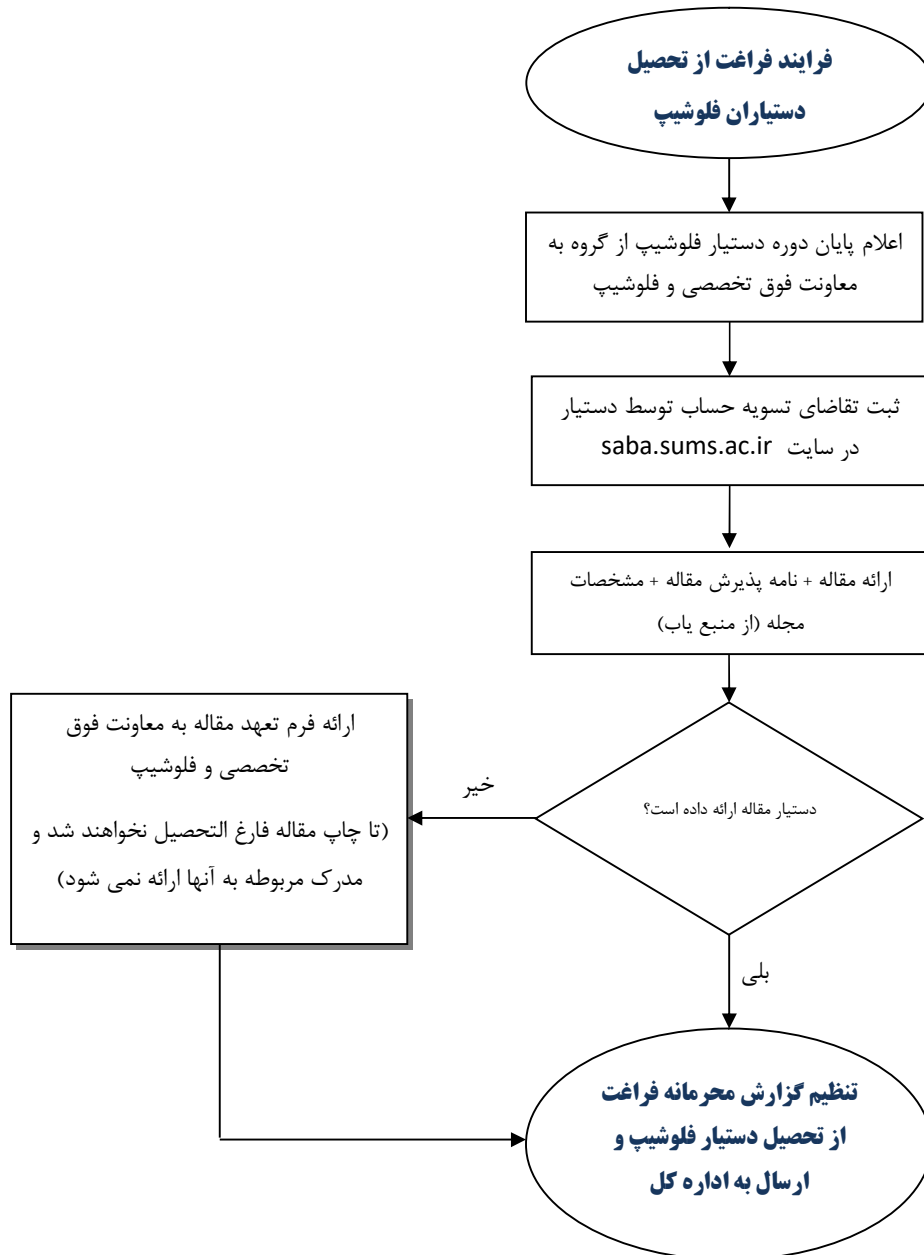 فرایند فراغت از تحصیل
دستیاران فلوشیپ
اعلام پایان دوره دستیار فلوشیپ از گروه به
معاونت فوق تخصصی و فلوشیپ
ثبت تقاضای تسویه حساب توسط دستیار
در سایت saba.sums.ac.ir
ارائه مقاله + نامه پذیرش مقاله + مشخصات
مجله (از منبع یاب)
دستیار مقاله ارائه داده است؟
خیر
ارائه فرم تعهد مقاله به معاونت فوق
تخصصی و فلوشیپ
(تا چاپ مقاله فارغ التحصیل نخواهند شد و
مدرک مربوطه به آنها ارائه نمی شود)
بلی
تنظیم گزارش محرمانه فراغت
از تحصیل دستیار فلوشیپ و
ارسال به اداره کل